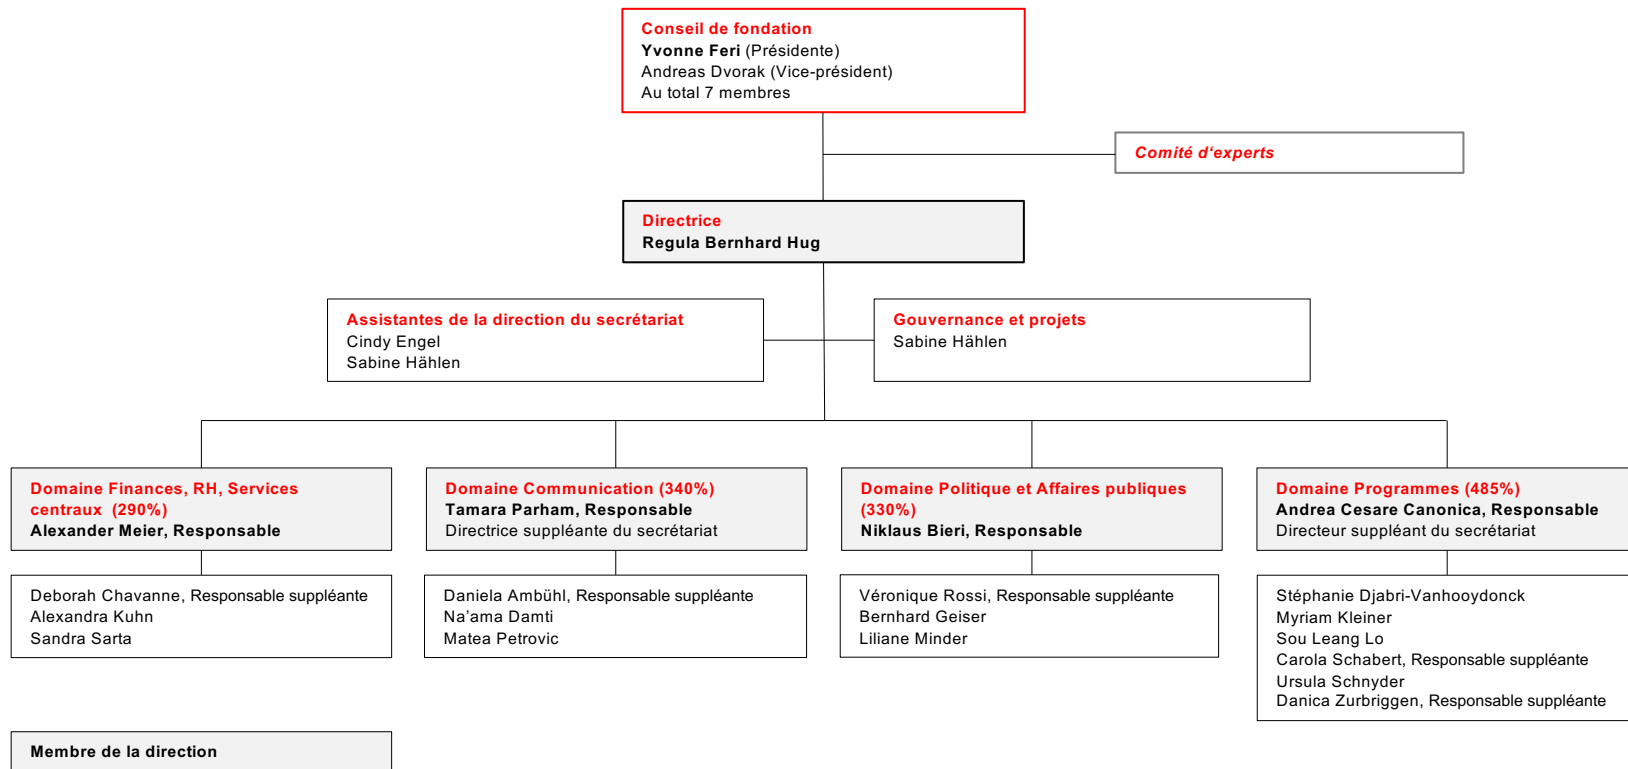 Conseil de fondation
Yvonne Feri (Présidente)
Andreas Dvorak (Vice-président)
Au total 7 membres
Comité d‘experts
Directrice
Regula Bernhard Hug
Assistantes de la direction du secrétariat
Cindy Engel
Sabine Hählen
Gouvernance et projets
Sabine Hählen
Domaine Finances, RH, Services
centraux (290%)
Alexander Meier, Responsable
Domaine Communication (340%)
Tamara Parham, Responsable
Directrice suppléante du secrétariat
Domaine Politique et Affaires publiques
(330%)
Niklaus Bieri, Responsable
Domaine Programmes (485%)
Andrea Cesare Canonica, Responsable
Directeur suppléant du secrétariat
Deborah Chavanne, Responsable suppléante
Alexandra Kuhn
Sandra Sarta
Daniela Ambühl, Responsable suppléante
Na’ama Damti
Matea Petrovic
Véronique Rossi, Responsable suppléante
Bernhard Geiser
Liliane Minder
Stéphanie Djabri-Vanhooydonck
Myriam Kleiner
Sou Leang Lo
Carola Schabert, Responsable suppléante
Ursula Schnyder
Danica Zurbriggen, Responsable suppléante
Membre de la direction